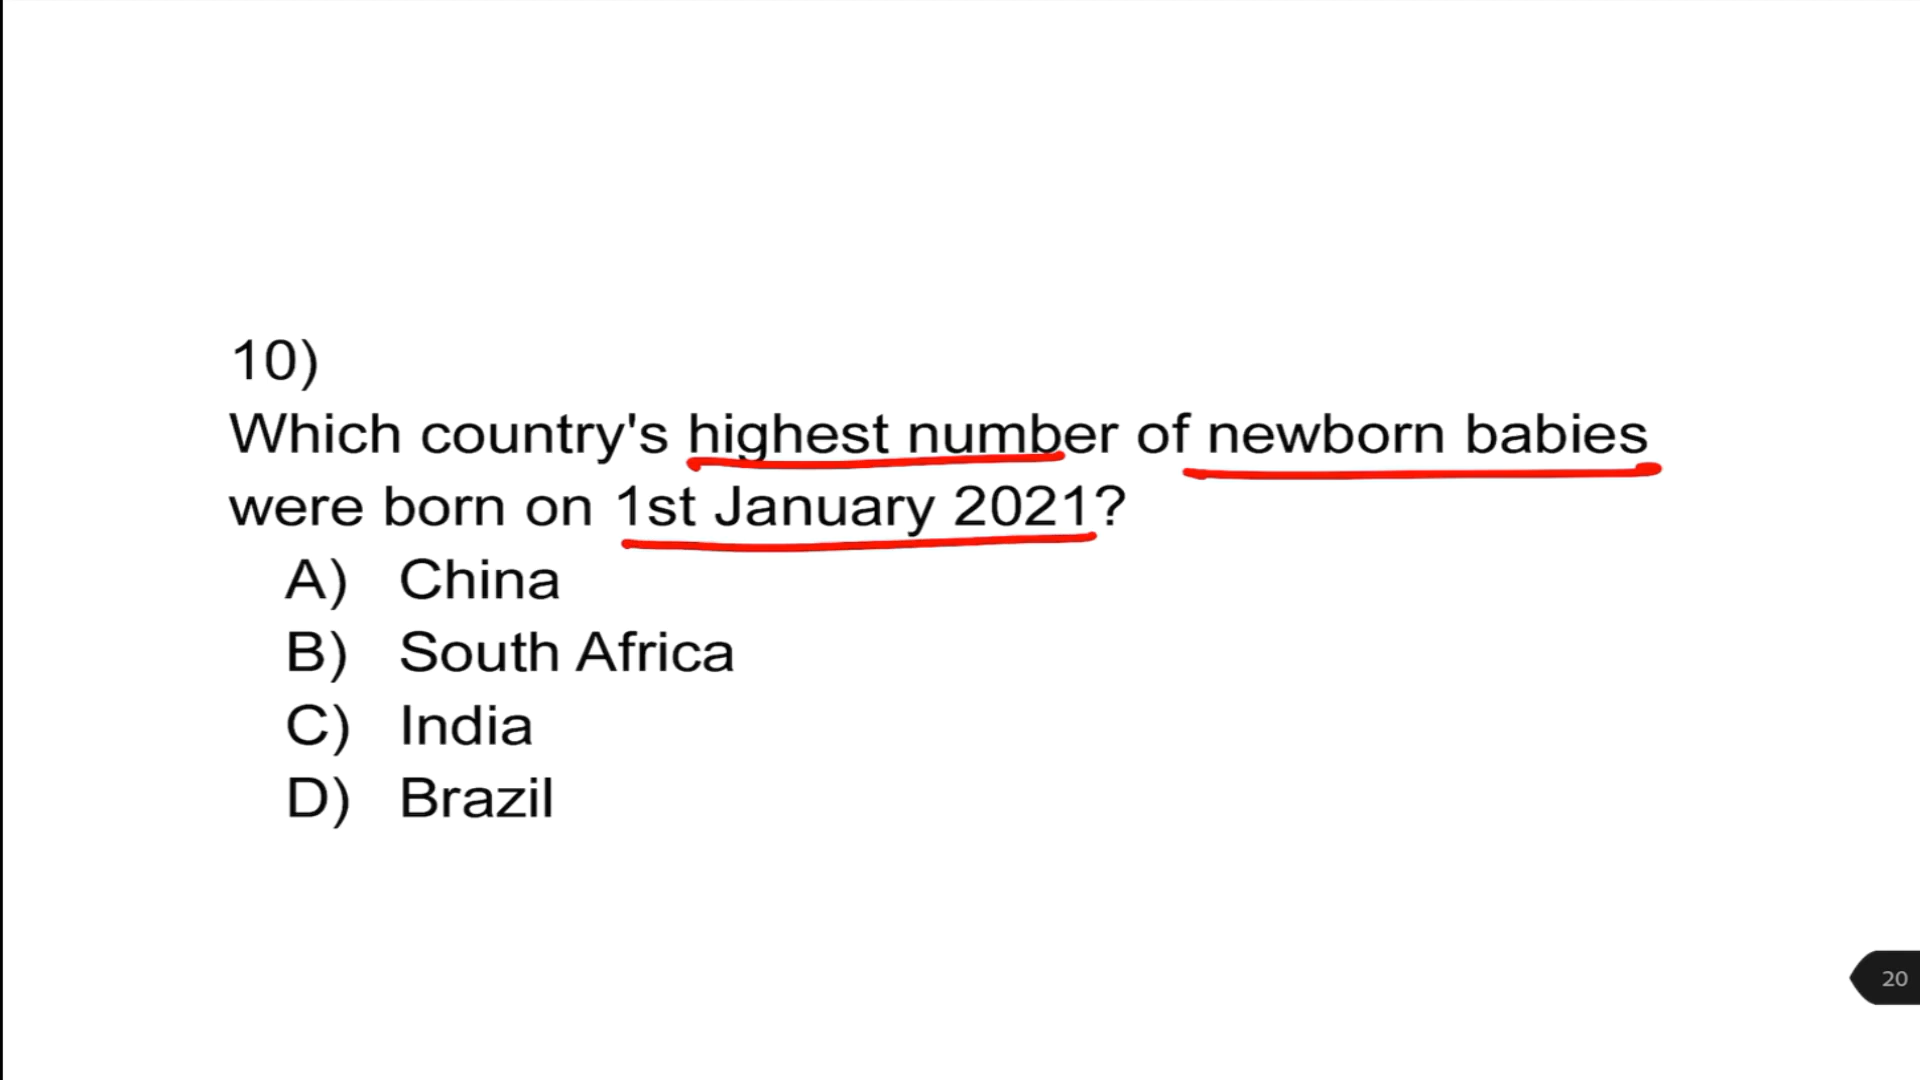 10)
Which country's highest number of newborn babies
were born on 1st January 2021?
A) China
B) South Africa
C) India
D) Brazil
20